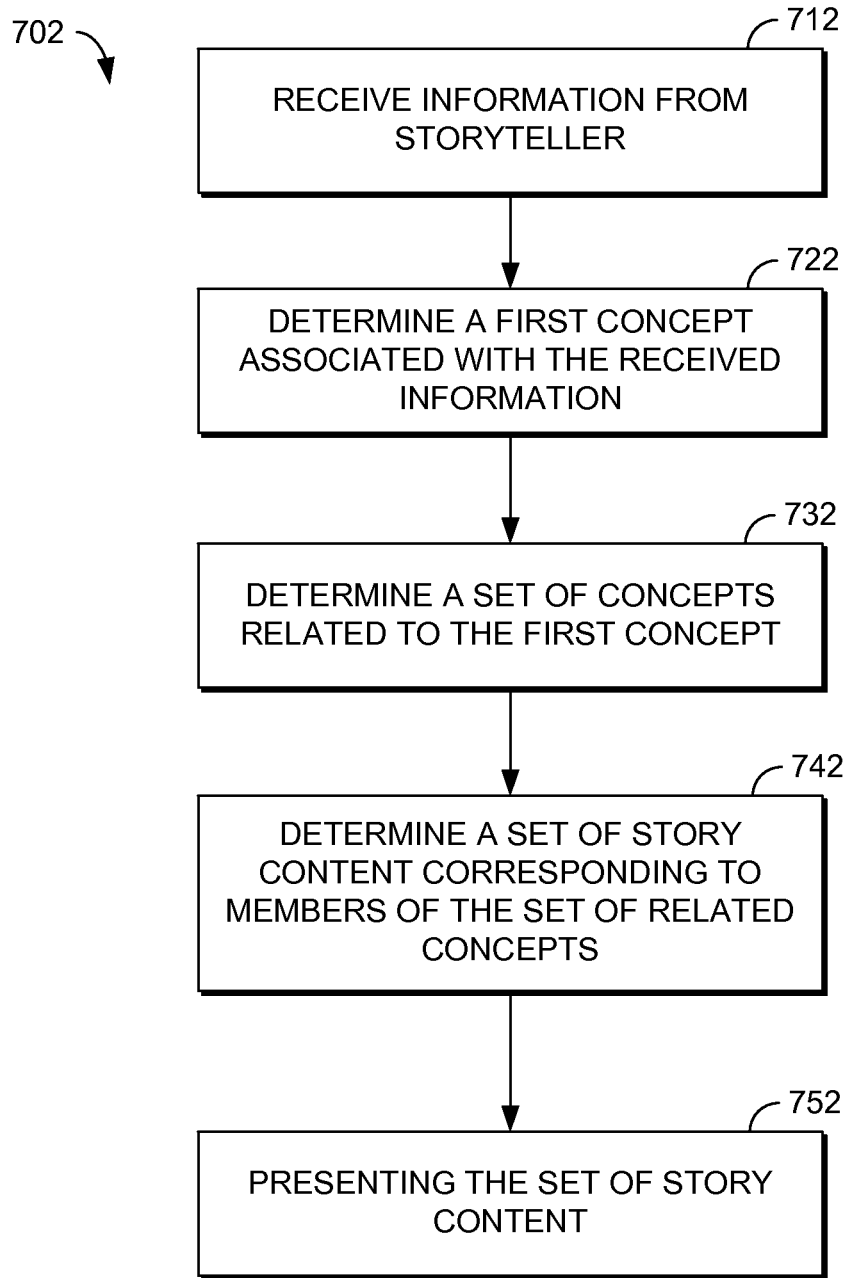 702
712
RECEIVE INFORMATION FROM
STORYTELLER
722
DETERMINE A FIRST CONCEPT
ASSOCIATED WITH THE RECEIVED
INFORMATION
732
DETERMINE A SET OF CONCEPTS
RELATED TO THE FIRST CONCEPT
742
DETERMINE A SET OF STORY
CONTENT CORRESPONDING TO
MEMBERS OF THE SET OF RELATED
CONCEPTS
752
PRESENTING THE SET OF STORY
CONTENT